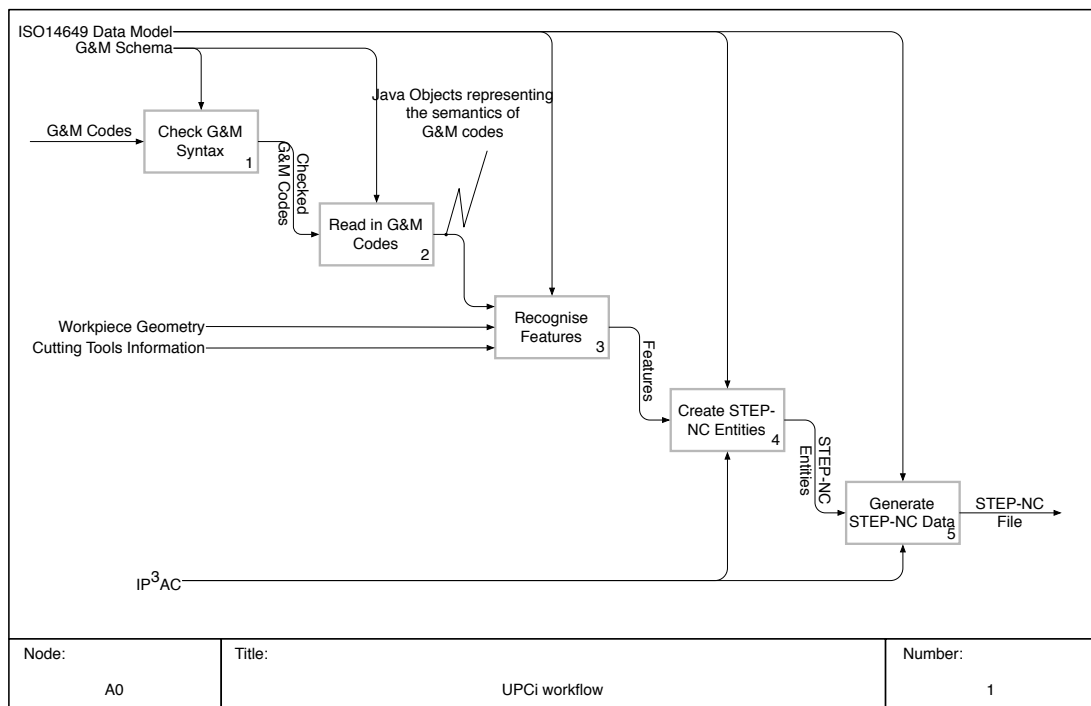 ISO14649 Data Model
G&M Schema
Java Objects representing
the semantics of
G&M codes
G&M Codes
Check G&M
Syntax
1
Checked
G&M Codes
Read in G&M
Codes
2
Workpiece Geometry
Cutting Tools Information
Recognise
Features
3
Features
Create STEP-
NC Entities
4
STEP-NC
Entities
Generate
STEP-NC Data
5
STEP-NC
File
IP³AC
Node:
A0
Title:
UPCi workflow
Number:
1